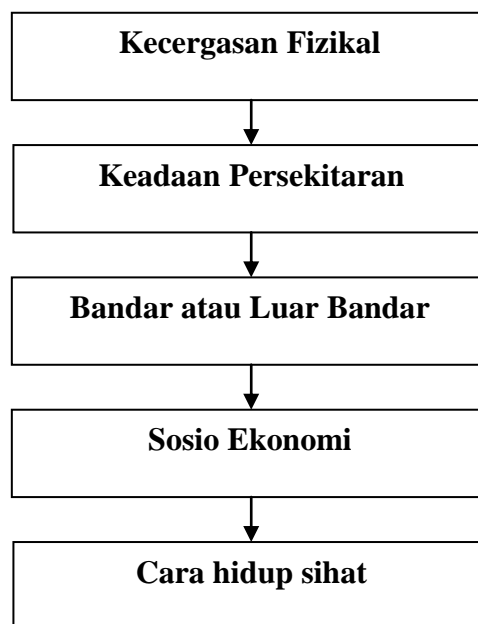 Kecergasan Fizikal
Keadaan Persekitaran
Bandar atau Luar Bandar
Sosio Ekonomi
Cara hidup sihat